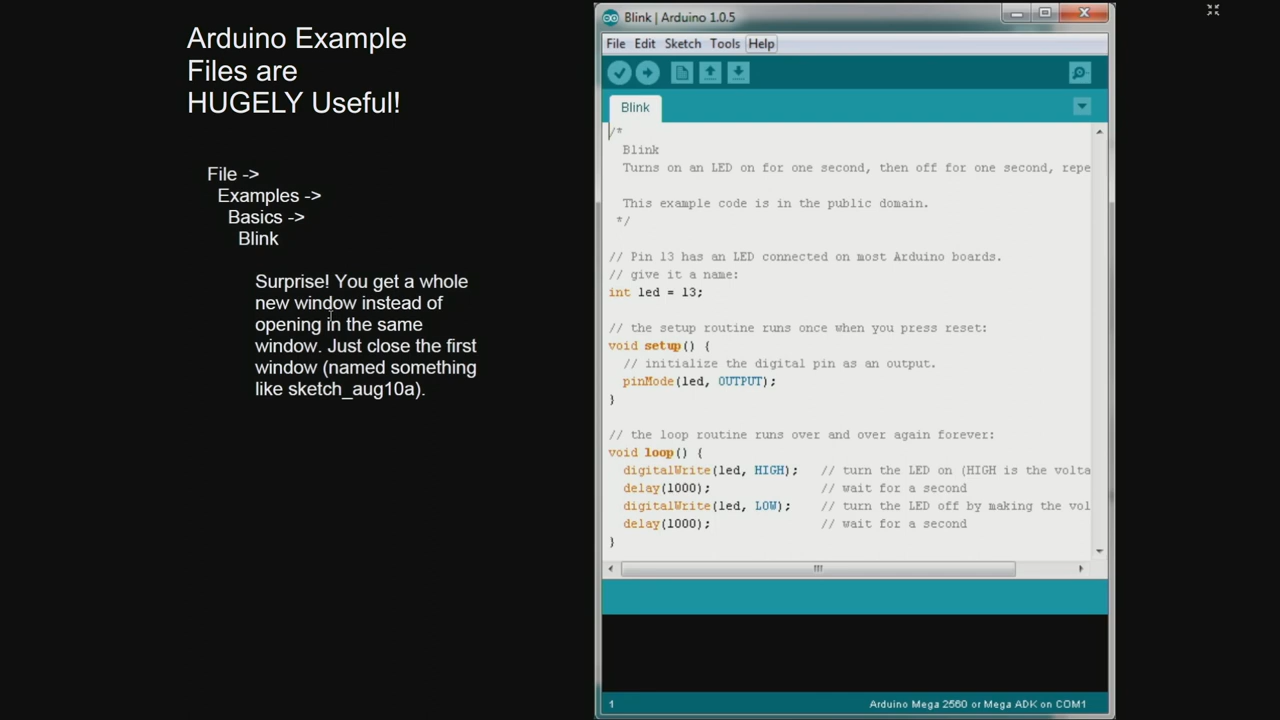 Arduino Example
Files are
HUGELY Useful!
File ->
Examples ->
Basics ->
Blink
Surprise! You get a whole
new window instead of
opening in the same
window. Just close the first
window (named something
like sketch_aug10a).
Blink | Arduino 1.0.5
File Edit Sketch Tools Help
Blink
/*
Blink
Turns on an LED on for one second, then off for one second, repe
This example code is in the public domain.
*/
// Pin 13 has an LED connected on most Arduino boards.
// give it a name:
int led = 13;
// the setup routine runs once when you press reset:
void setup() {
// initialize the digital pin as an output.
pinMode(led, OUTPUT);
}
// the loop routine runs over and over again forever:
void loop() {
digitalWrite(led, HIGH); // turn the LED on (HIGH is the volta
delay(1000); // wait for a second
digitalWrite(led, LOW); // turn the LED off by making the vol
delay(1000); // wait for a second
}
1 Arduino Mega 2560 or Mega ADK on COM1